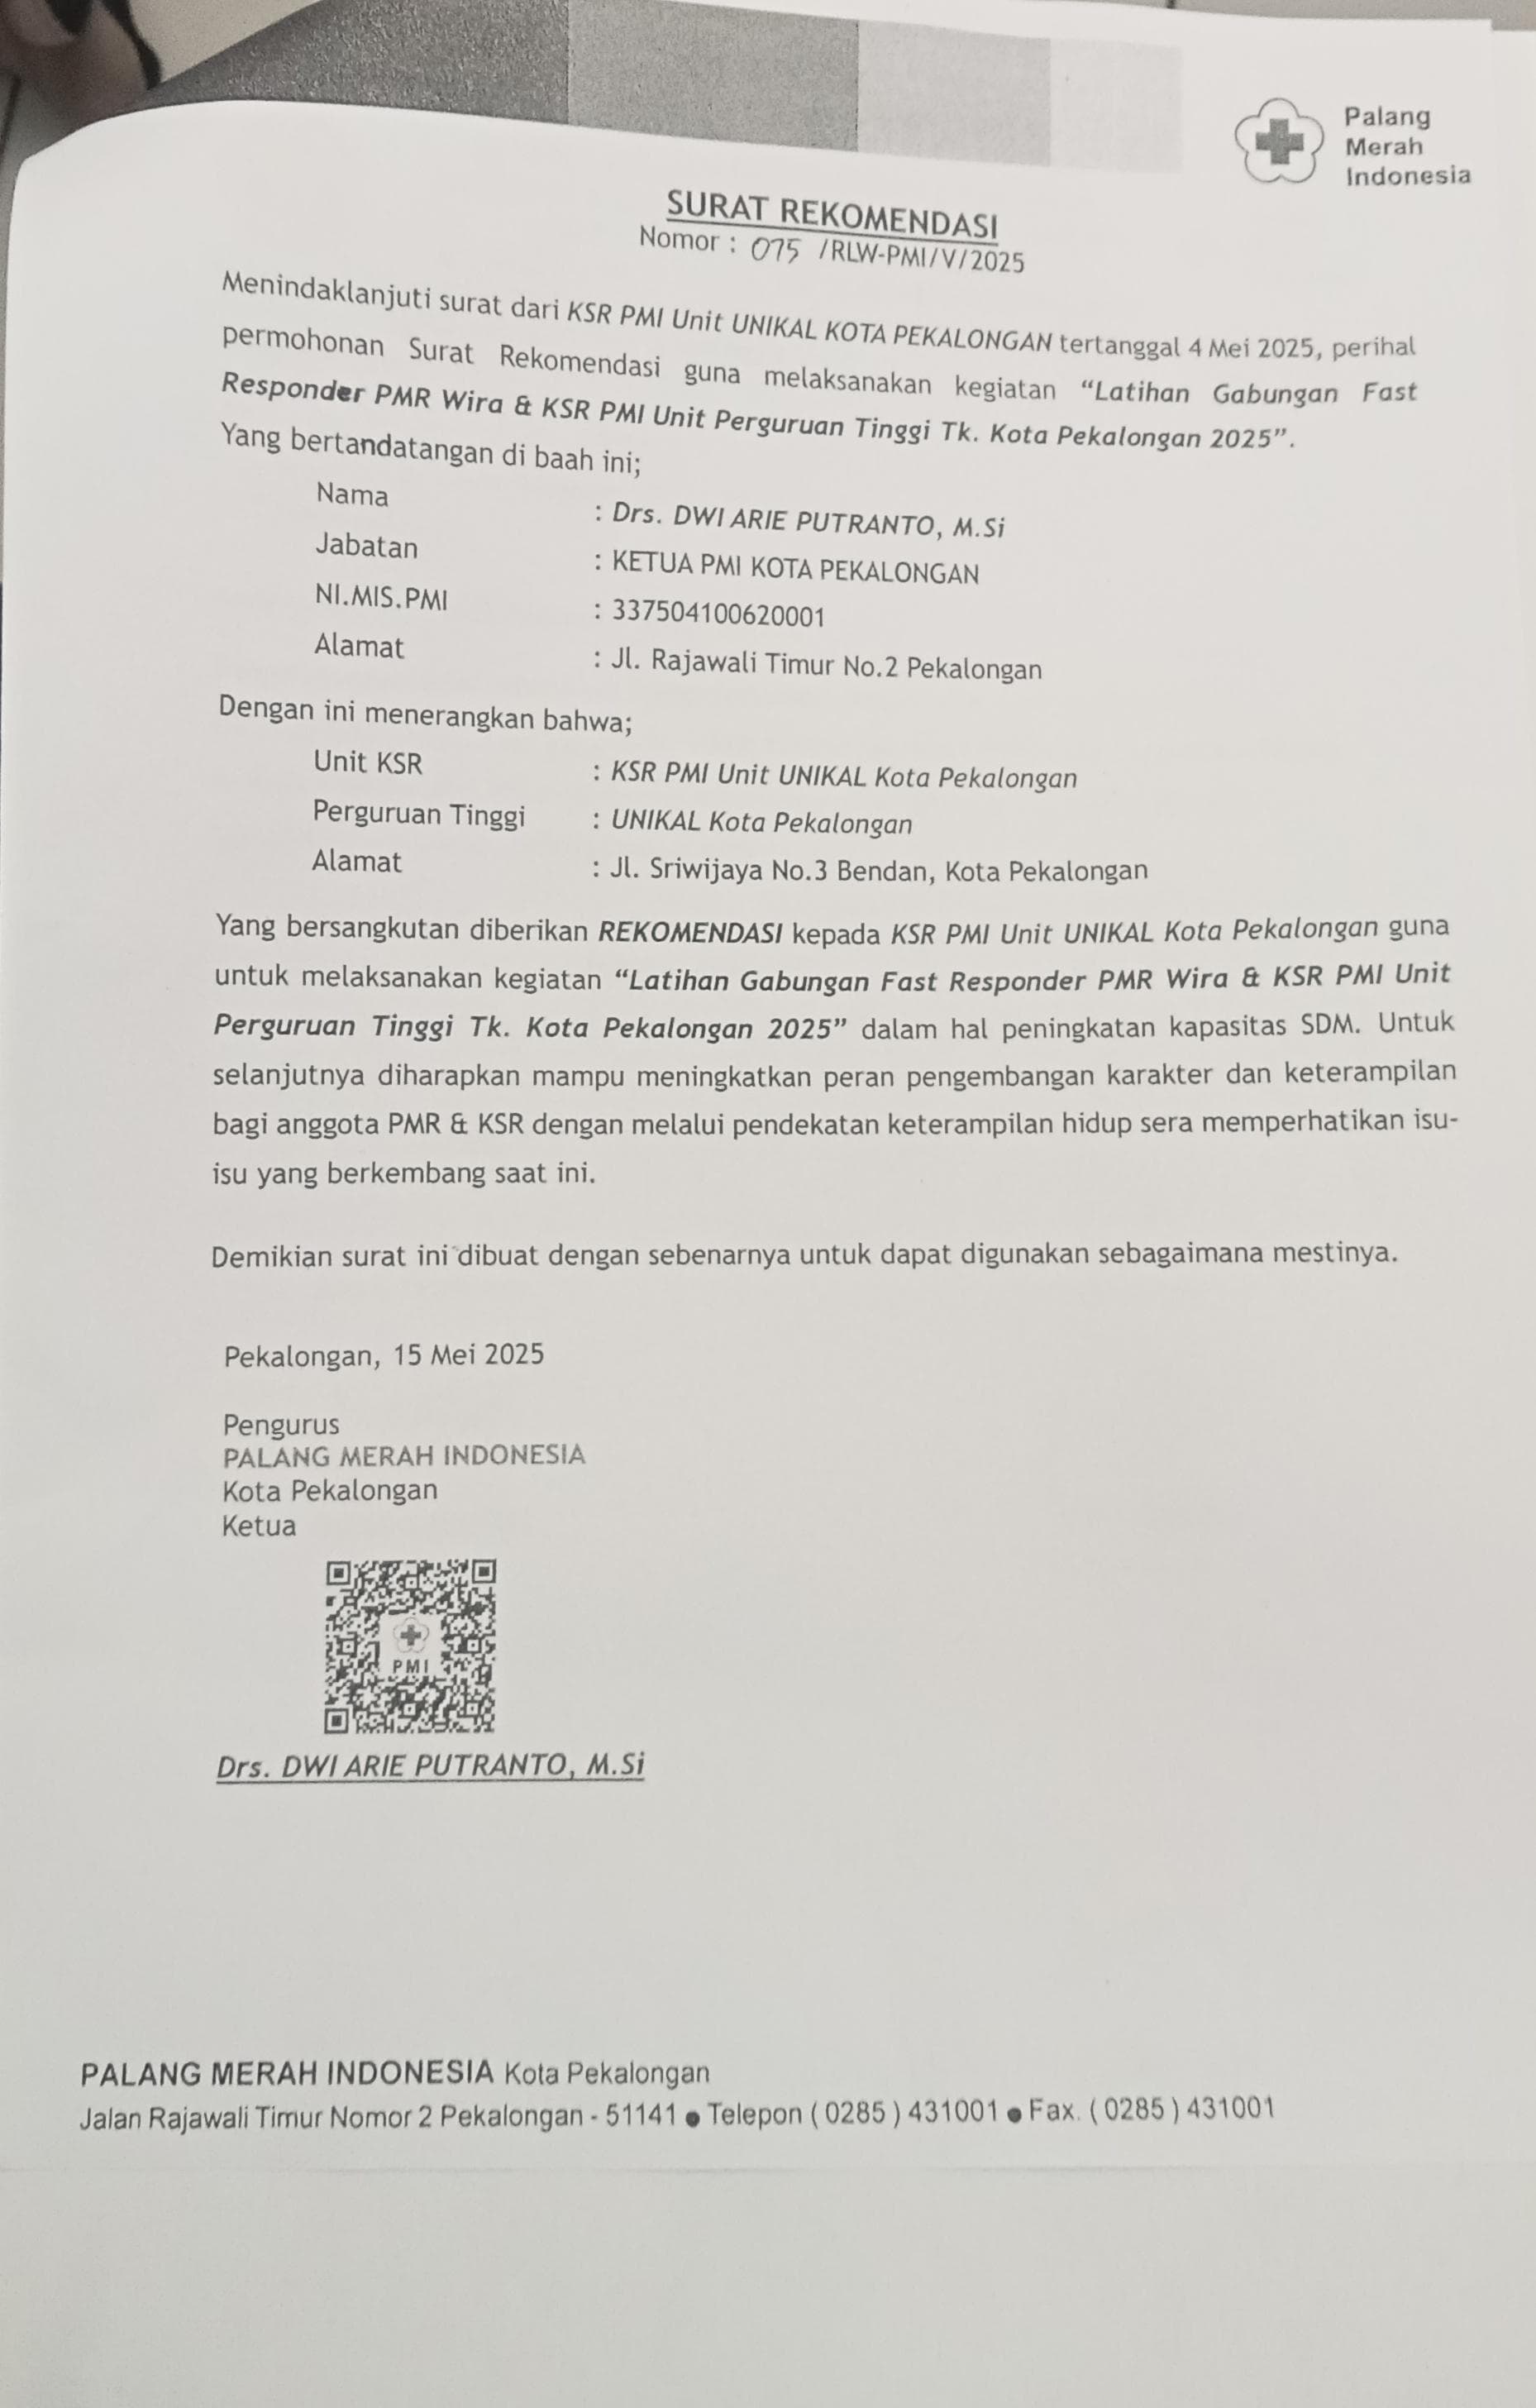 Palang
Merah
Indonesia
SURAT REKOMENDASI
Nomor : 075 /RLW-PMI/V/2025
Menindaklanjuti surat dari KSR PMI Unit UNIKAL KOTA PEKALONGAN tertanggal 4 Mei 2025, perihal
permohonan Surat Rekomendasi guna melaksanakan kegiatan “Latihan Gabungan Fast
Responder PMR Wira & KSR PMI Unit Perguruan Tinggi Tk. Kota Pekalongan 2025”.
Yang bertandatangan di baah ini;
Nama : Drs. DWI ARIE PUTRANTO, M.Si
Jabatan : KETUA PMI KOTA PEKALONGAN
NI.MIS.PMI : 337504100620001
Alamat : Jl. Rajawali Timur No.2 Pekalongan
Dengan ini menerangkan bahwa;
Unit KSR : KSR PMI Unit UNIKAL Kota Pekalongan
Perguruan Tinggi : UNIKAL Kota Pekalongan
Alamat : Jl. Sriwijaya No.3 Bendan, Kota Pekalongan
Yang bersangkutan diberikan REKOMENDASI kepada KSR PMI Unit UNIKAL Kota Pekalongan guna
untuk melaksanakan kegiatan “Latihan Gabungan Fast Responder PMR Wira & KSR PMI Unit
Perguruan Tinggi Tk. Kota Pekalongan 2025” dalam hal peningkatan kapasitas SDM. Untuk
selanjutnya diharapkan mampu meningkatkan peran pengembangan karakter dan keterampilan
bagi anggota PMR & KSR dengan melalui pendekatan keterampilan hidup sera memperhatikan isu-
isu yang berkembang saat ini.
Demikian surat ini dibuat dengan sebenarnya untuk dapat digunakan sebagaimana mestinya.
Pekalongan, 15 Mei 2025
Pengurus
PALANG MERAH INDONESIA
Kota Pekalongan
Ketua
PMI
Drs. DWI ARIE PUTRANTO, M.Si
PALANG MERAH INDONESIA Kota Pekalongan
Jalan Rajawali Timur Nomor 2 Pekalongan - 51141 ● Telepon ( 0285 ) 431001 ● Fax. ( 0285 ) 431001